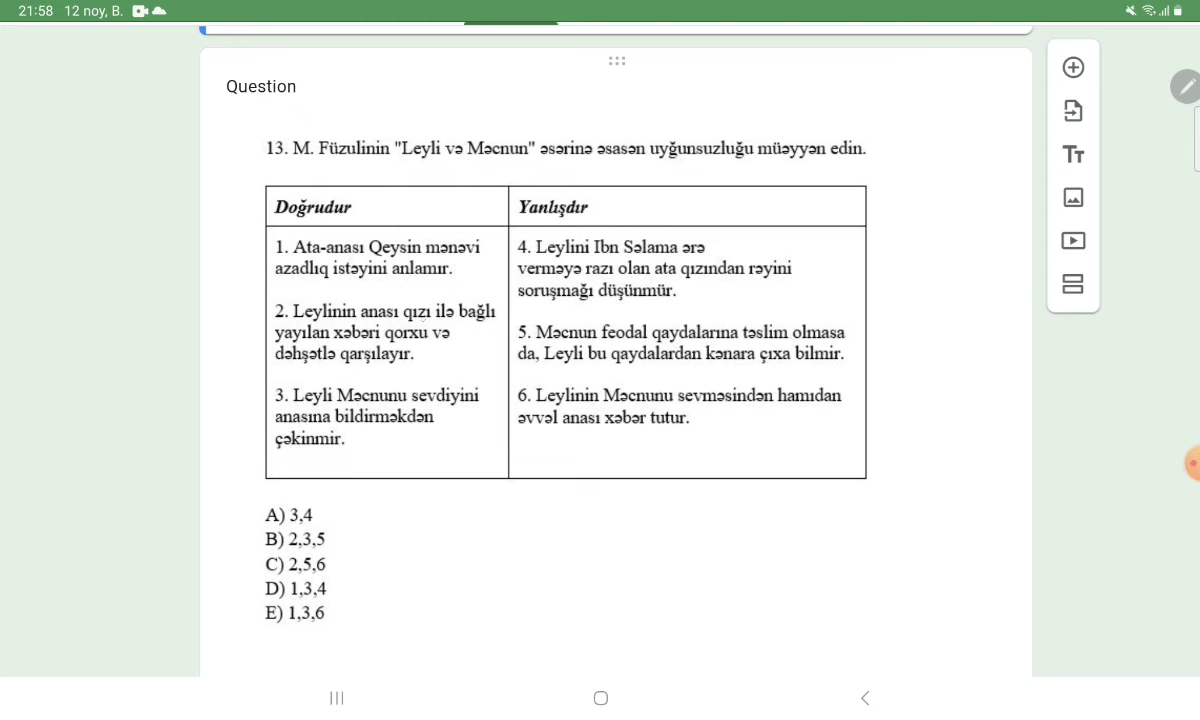 21:58 12 noy, B.
Question
13. M. Füzulinin "Leyli və Məcnun" əsərinə əsasən uyğunsuzluğu müəyyən edin.
Doğrudur
1. Ata-anası Qeysin mənəvi
azadlıq istəyini anlamır.
2. Leylinin anası qızı ilə bağlı
yayılan xəbəri qorxu və
dəhşətlə qarşılayır.
3. Leyli Məcnunu sevdiyini
anasına bildirməkdən
çəkinmir.
Yanlışdır
4. Leylini Ibn Səlama ərə
verməyə razı olan ata qızından rəyini
soruşmağı düşünmür.
5. Məcnun feodal qaydalarına təslim olmasa
da, Leyli bu qaydalardan kənara çıxa bilmir.
6. Leylinin Məcnunu sevməsindən hamıdan
əvvəl anası xəbər tutur.
A) 3,4
B) 2,3,5
C) 2,5,6
D) 1,3,4
E) 1,3,6